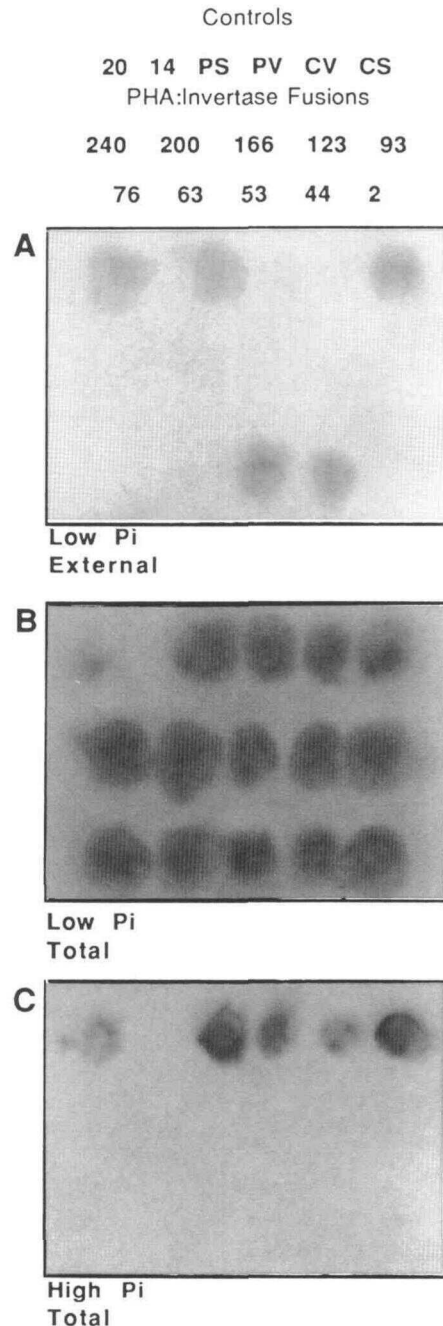 Controls
20 14 PS PV CV CS
PHA:Invertase Fusions
240 200 166 123 93
76 63 53 44 2
A
Low Pi
External
B
Low Pi
Total
C
High Pi
Total